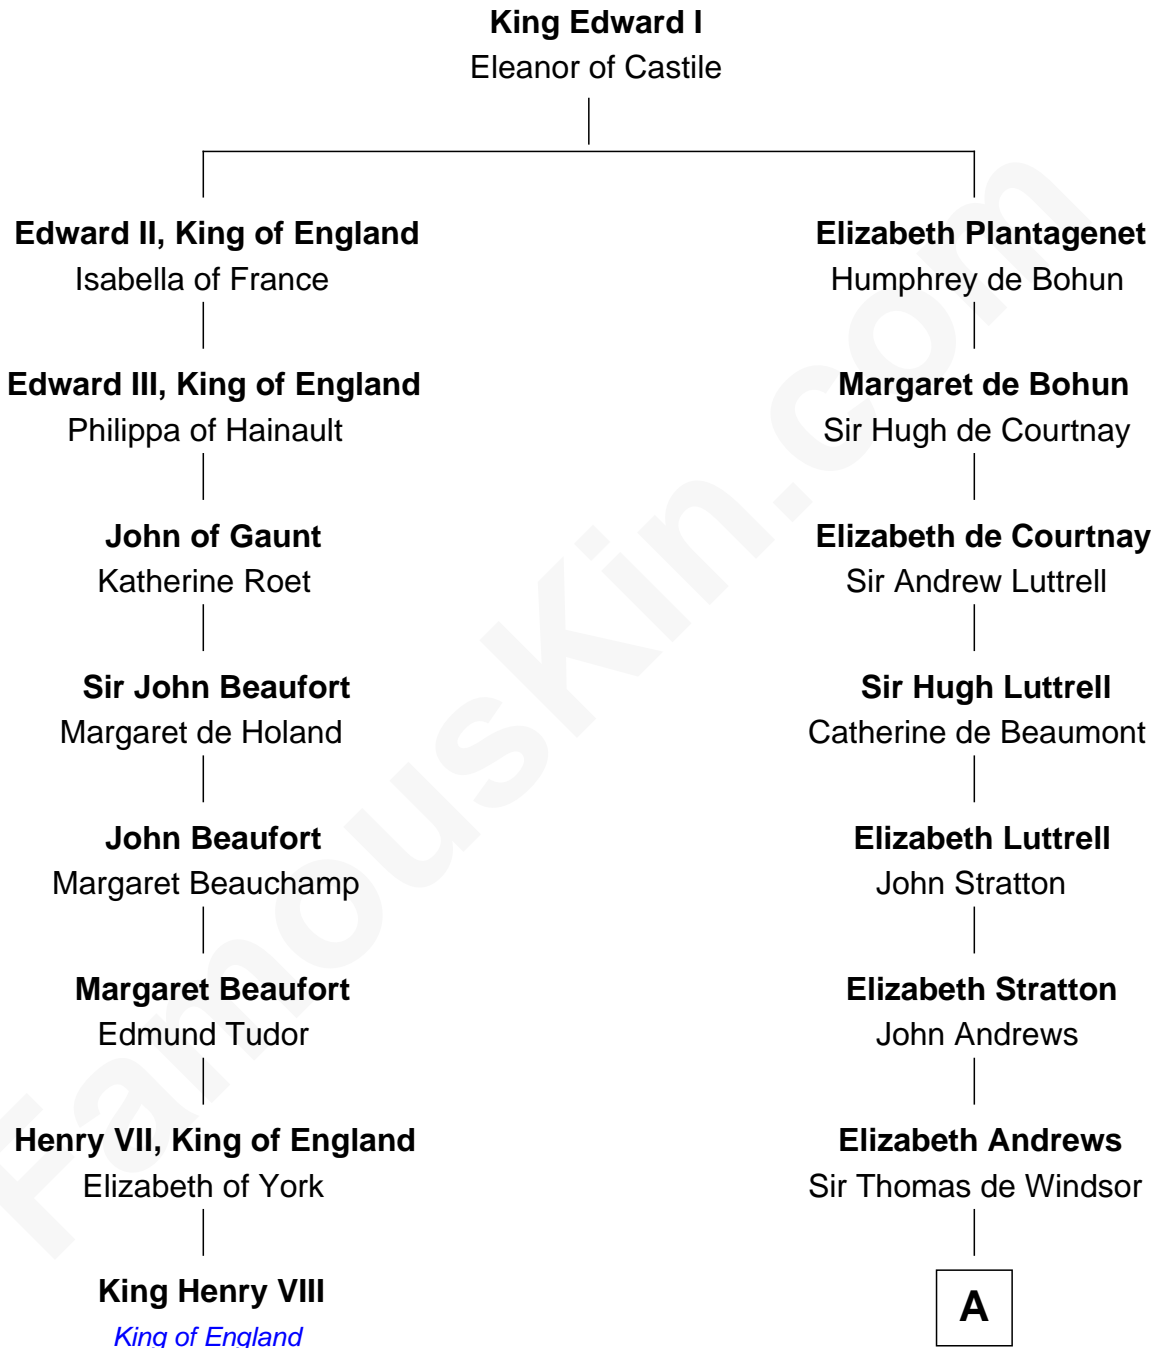 King Edward I
Eleanor of Castile
Edward II, King of England
Isabella of France
Elizabeth Plantagenet
Humphrey de Bohun
Edward III, King of England
Philippa of Hainault
Margaret de Bohun
Sir Hugh de Courtnay
John of Gaunt
Katherine Roet
Elizabeth de Courtnay
Sir Andrew Luttrell
Sir John Beaufort
Margaret de Holand
Sir Hugh Luttrell
Catherine de Beaumont
John Beaufort
Margaret Beauchamp
Elizabeth Luttrell
John Stratton
Margaret Beaufort
Edmund Tudor
Elizabeth Stratton
John Andrews
Henry VII, King of England
Elizabeth of York
Elizabeth Andrews
Sir Thomas de Windsor
King Henry VIII
King of England
A
FamousKin.com